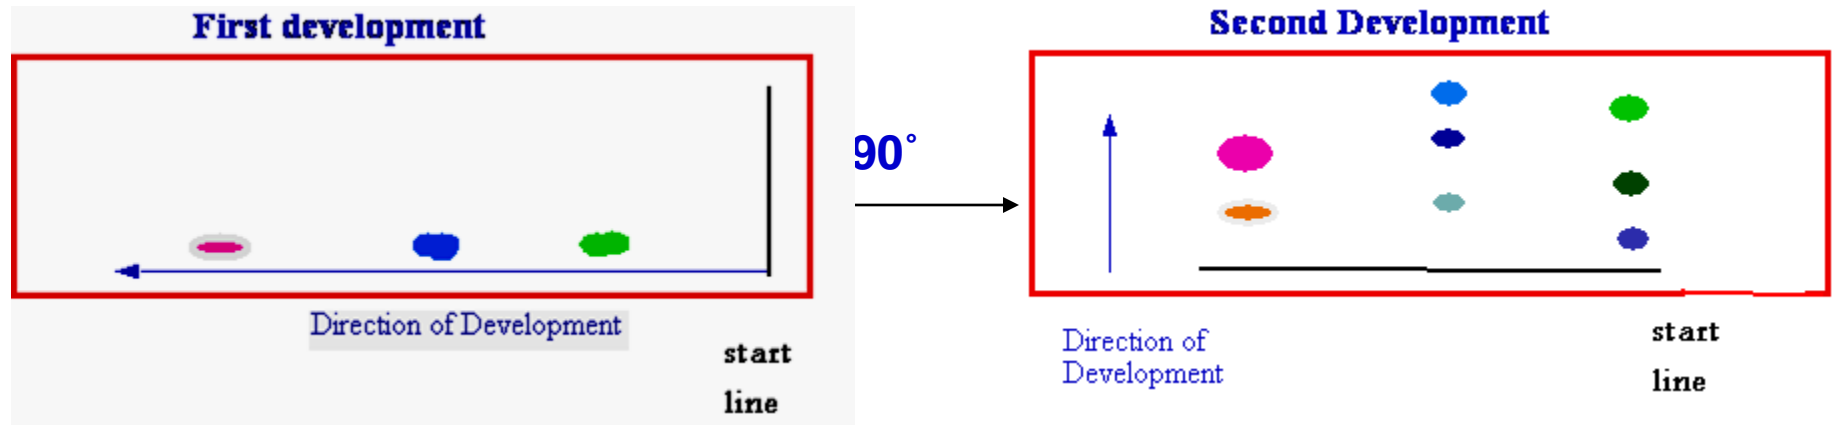 First development
Direction of Development
start
line
90°
Second Development
Direction of
Development
start
line